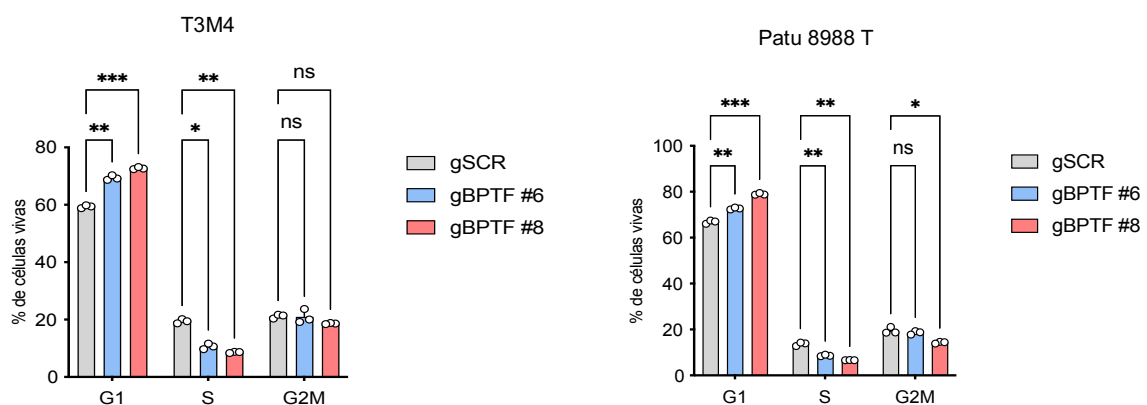 T3M4
***
**
ns
**
*
ns
80
60
40
20
0
% de células vivas
G1 S G2M
gSCR
gBPTF #6
gBPTF #8
Patu 8988 T
***
**
*
**
**
ns
100
80
60
40
20
0
% de células vivas
G1 S G2M
gSCR
gBPTF #6
gBPTF #8